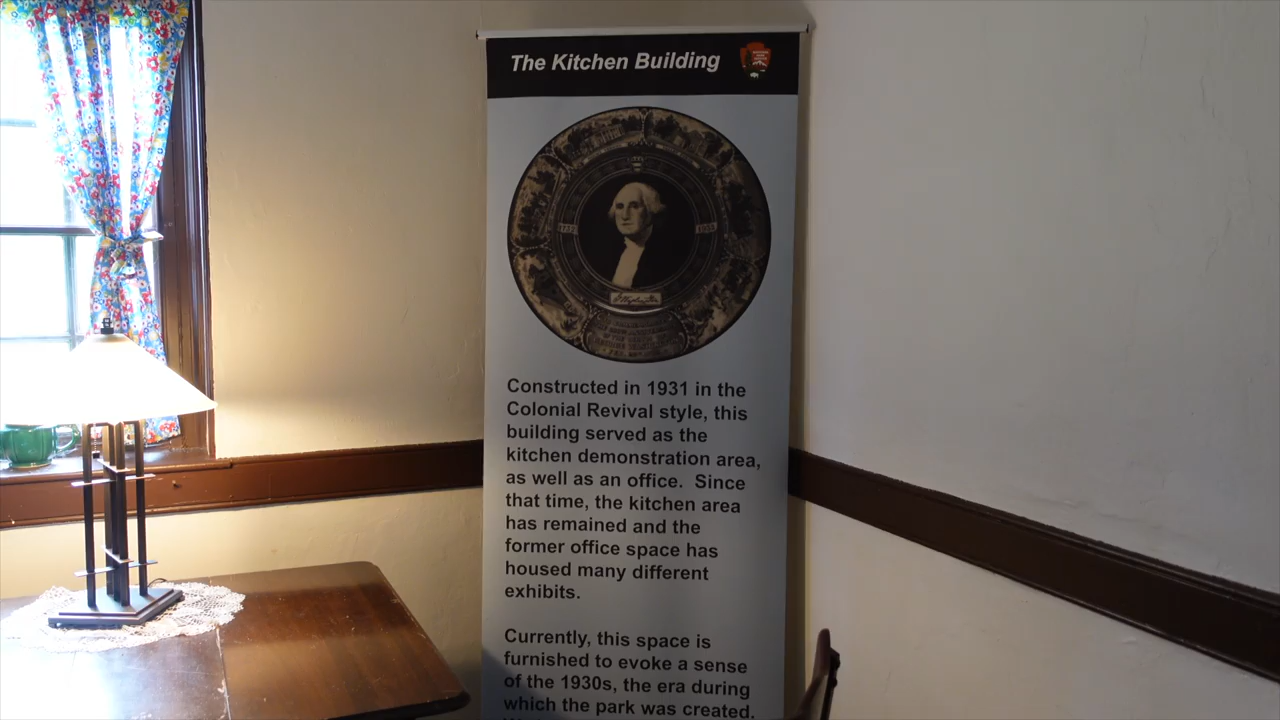 The Kitchen Building
1732
1932
Constructed in 1931 in the
Colonial Revival style, this
building served as the
kitchen demonstration area,
as well as an office. Since
that time, the kitchen area
has remained and the
former office space has
housed many different
exhibits.
Currently, this space is
furnished to evoke a sense
of the 1930s, the era during
which the park was created.